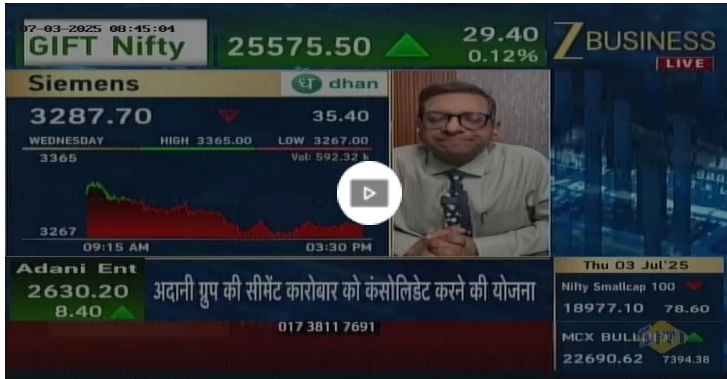 07-03-2025 08:45:04
GIFT Nifty
25575.50
29.40
0.12%
Z BUSINESS
LIVE
Siemens
ध dhan
3287.70
35.40
WEDNESDAY HIGH 3365.00 LOW 3267.00
3365
Vol: 592.32 k
3267
09:15 AM 03:30 PM
Adani Ent
2630.20
8.40
अदानी ग्रुप की सीमेंट कारोबार को कंसोलिडेट करने की योजना
017 3811 7691
Thu 03 Jul'25
Nifty Smallcap 100
18977.10 78.60
MCX
22690.62 7394.38